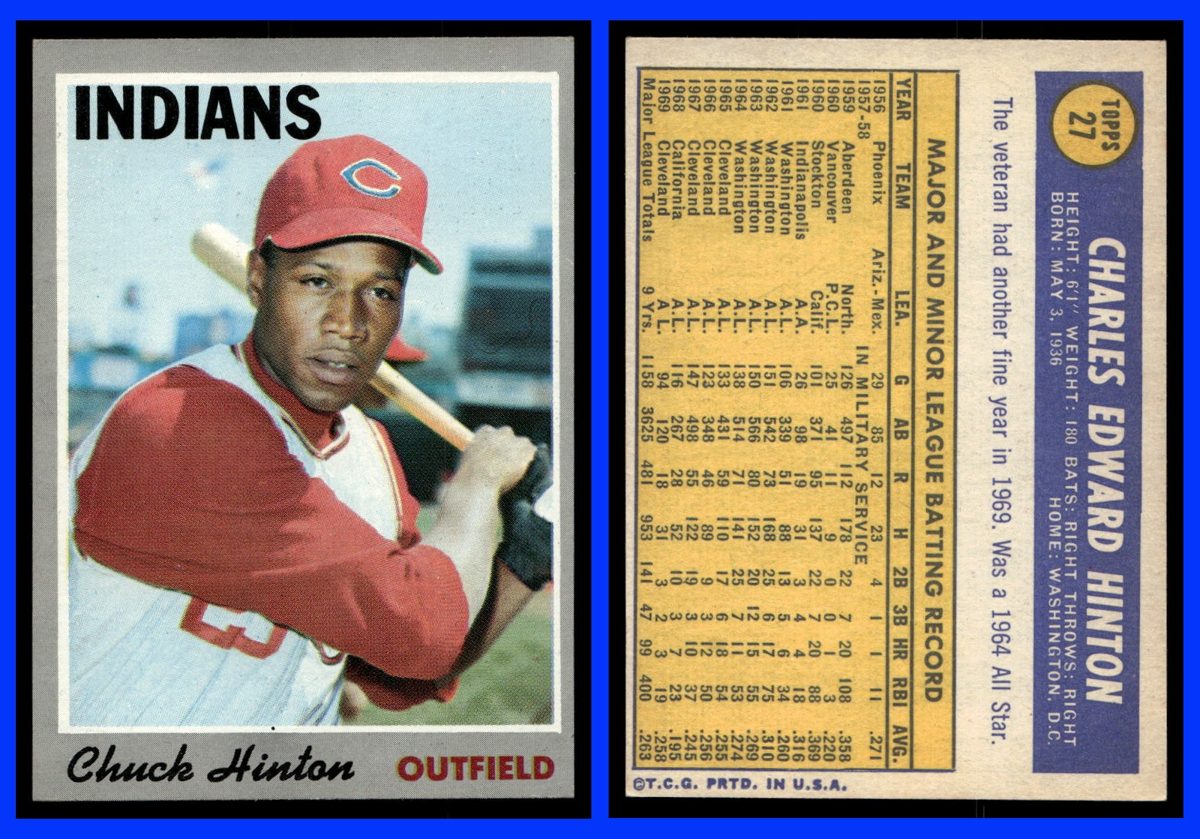 INDIANS
C
3
Chuck Hinton OUTFIELD
TOPPS
27
CHARLES EDWARD HINTON
HEIGHT: 6'1" WEIGHT: 180 BATS: RIGHT THROWS: RIGHT
BORN: MAY 3, 1936 HOME: WASHINGTON, D.C.
The veteran had another fine year in 1969. Was a 1964 All Star.
MAJOR AND MINOR LEAGUE BATTING RECORD
YEAR TEAM LEA. G AB R H 2B 3B HR RBI AVG.
1956 Phoenix Ariz.-Mex. 29 85 12 23 4 1 1 11 .271
1957-58 IN MILITARY SERVICE
1959 Aberdeen North. 126 497 112 178 22 7 20 108 .358
1960 Vancouver P.C.L. 25 41 11 9 0 0 1 3 .220
1960 Stockton Calif. 101 371 95 137 22 7 20 88 .369
1961 Indianapolis A.A. 26 98 19 31 3 4 4 18 .316
1961 Washington A.L. 106 339 51 88 13 5 6 34 .260
1962 Washington A.L. 151 542 73 168 25 6 17 75 .310
1963 Washington A.L. 150 566 80 152 20 12 15 55 .269
1964 Washington A.L. 138 514 71 141 25 7 11 53 .274
1965 Cleveland A.L. 133 431 59 110 17 6 18 54 .255
1966 Cleveland A.L. 123 348 46 89 9 3 12 50 .256
1967 Cleveland A.L. 147 498 55 122 19 3 10 37 .245
1968 California A.L. 116 267 28 52 10 3 7 23 .195
1969 Cleveland A.L. 94 120 18 31 3 2 3 19 .258
Major League Totals 9 Yrs. 1158 3625 481 953 141 47 99 400 .263
©T.C.G. PRTD. IN U.S.A.